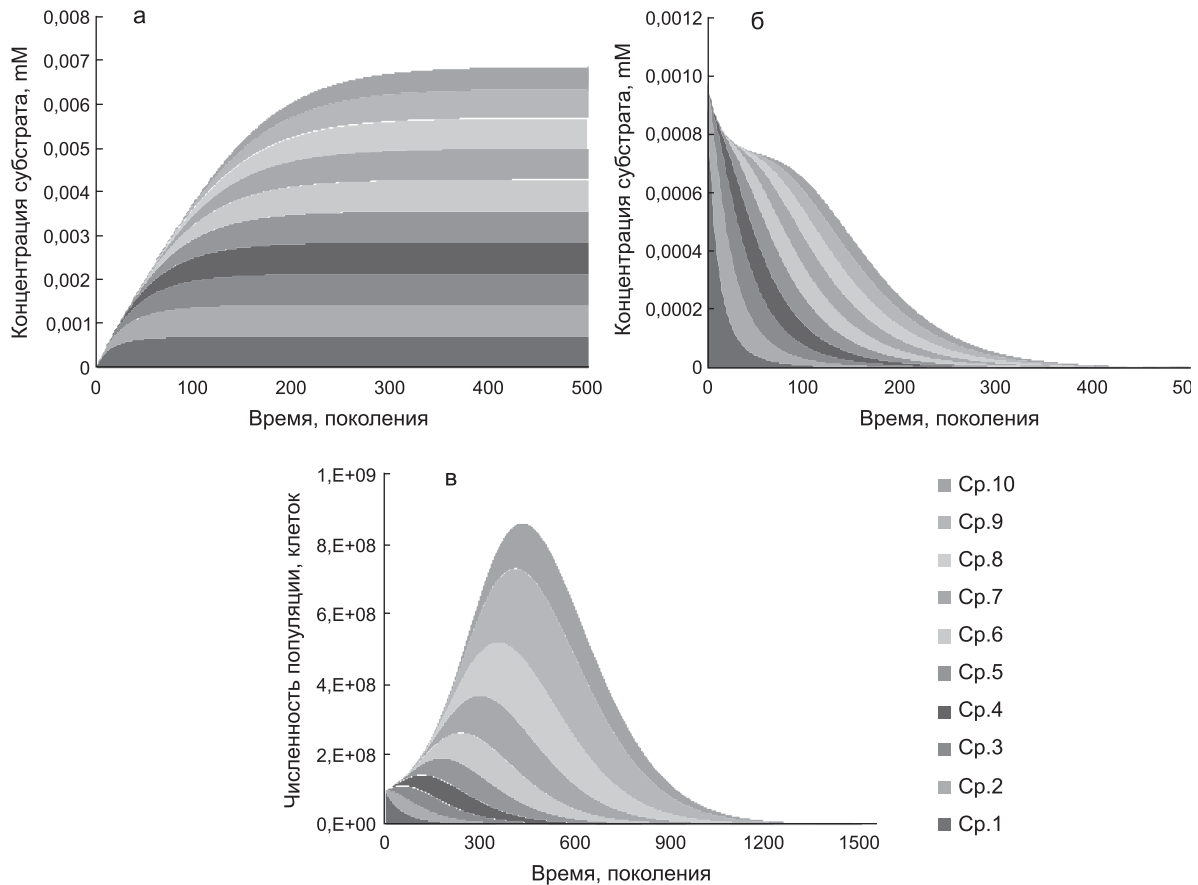 а
Концентрация субстрата, mM
0,008
0,007
0,006
0,005
0,004
0,003
0,002
0,001
0
0 100 200 300 400 500
Время, поколения
б
Концентрация субстрата, mM
0,0012
0,0010
0,0008
0,0006
0,0004
0,0002
0
0 100 200 300 400 50
Время, поколения
в
Численность популяции, клеток
1,E+09
8,E+08
6,E+08
4,E+08
2,E+08
0,E+00
0 300 600 900 1200 1500
Время, поколения
Ср.10
Ср.9
Ср.8
Ср.7
Ср.6
Ср.5
Ср.4
Ср.3
Ср.2
Ср.1